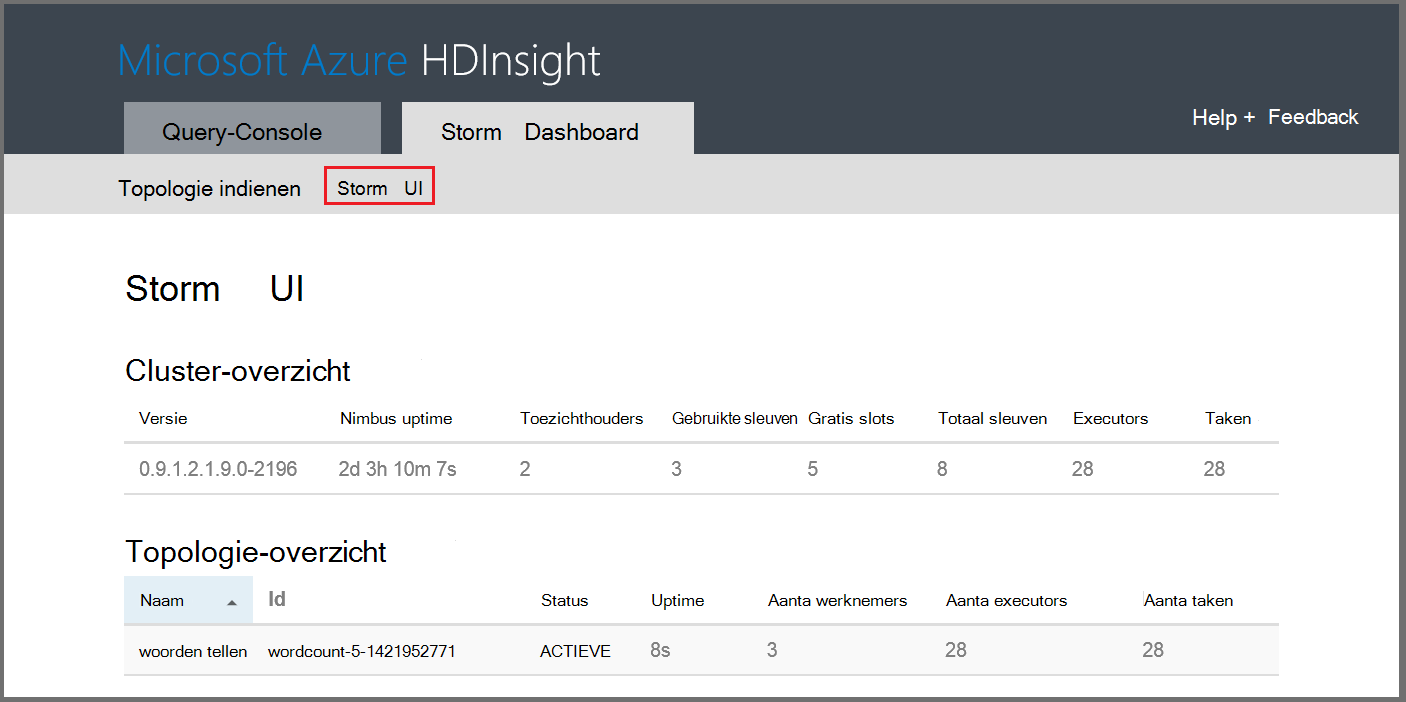 Microsoft Azure HDInsight
Query-Console Storm Dashboard Help + Feedback
Topologie indienen Storm UI
Storm UI
Cluster-overzicht
Versie Nimbus uptime Toezichthouders Gebruikte sleuven Gratis slots Totaal sleuven Executors Taken
0.9.1.2.1.9.0-2196 2d 3h 10m 7s 2 3 5 8 28 28
Topologie-overzicht
Naam Id Status Uptime Aanta werknemers Aanta executors Aanta taken
woorden tellen wordcount-5-1421952771 ACTIEVE 8s 3 28 28